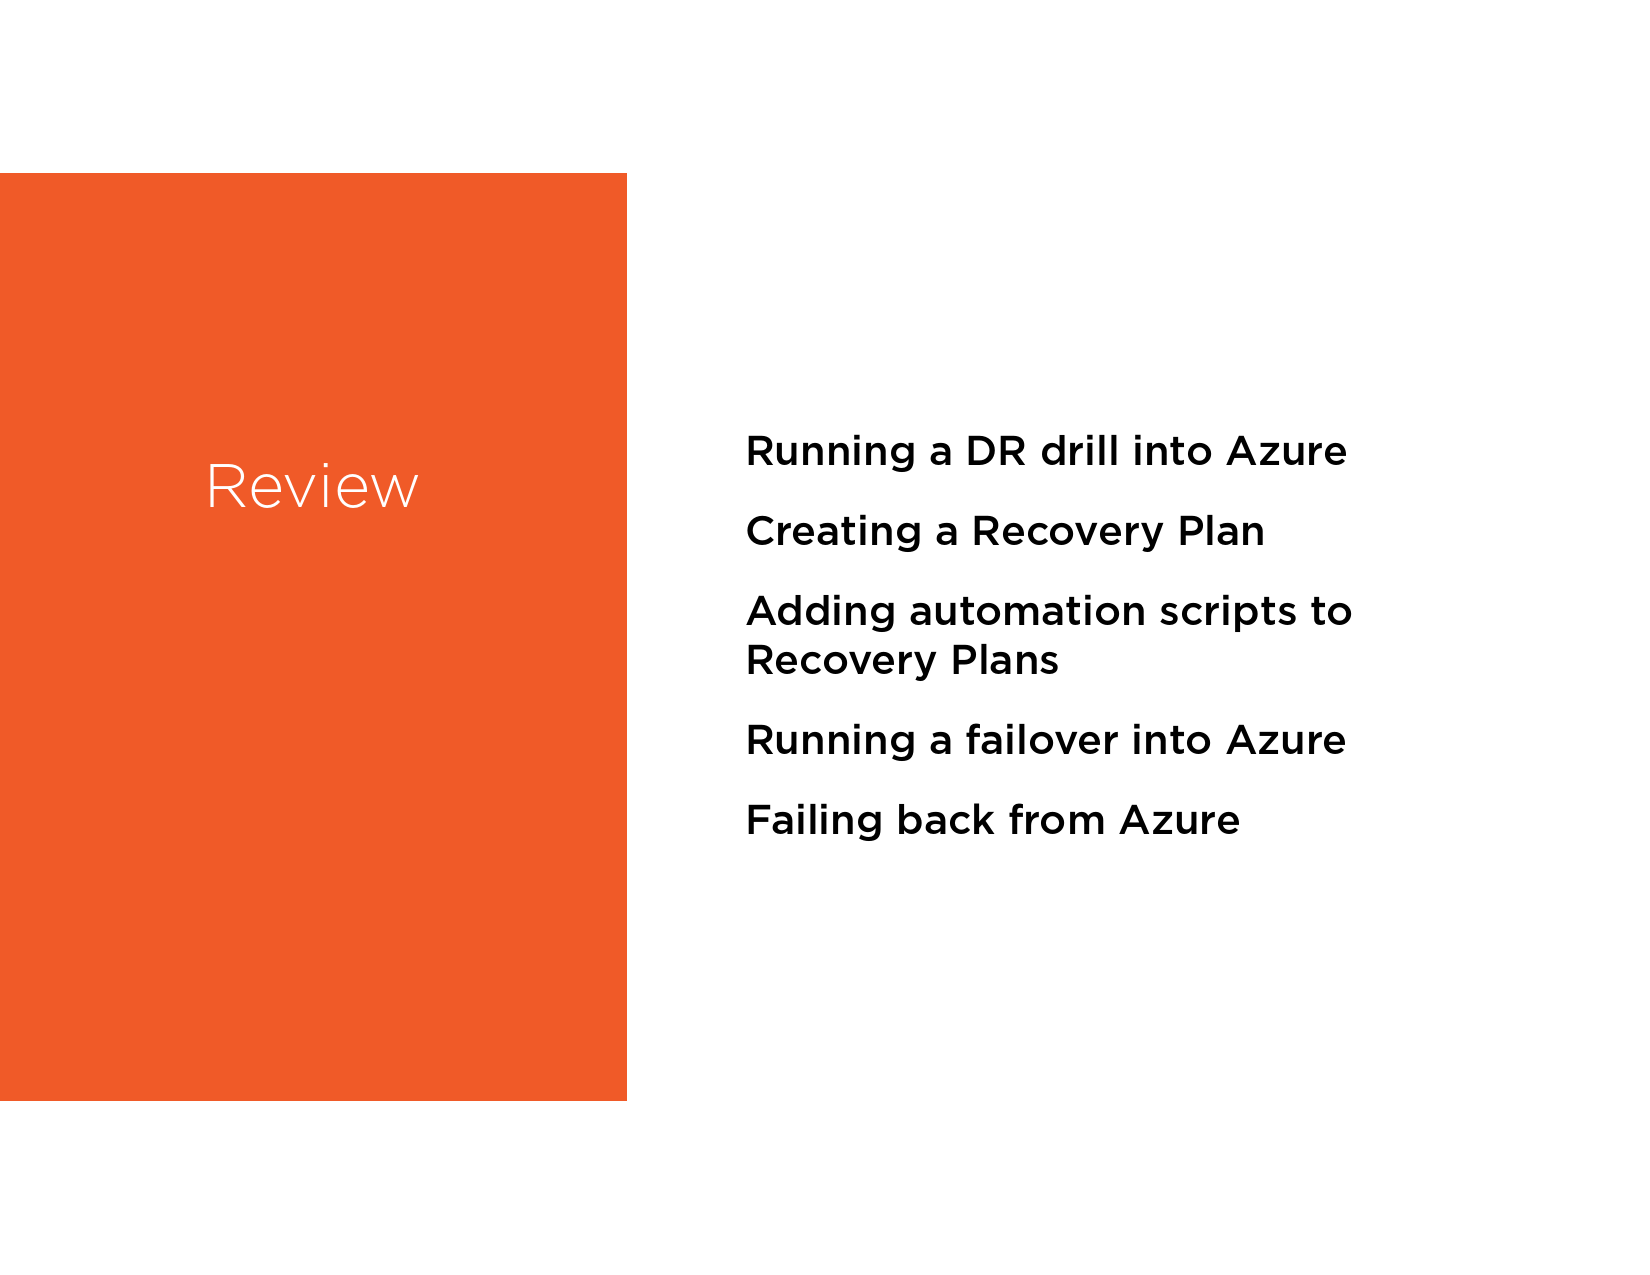 Review
Running a DR drill into Azure
Creating a Recovery Plan
Adding automation scripts to
Recovery Plans
Running a failover into Azure
Failing back from Azure